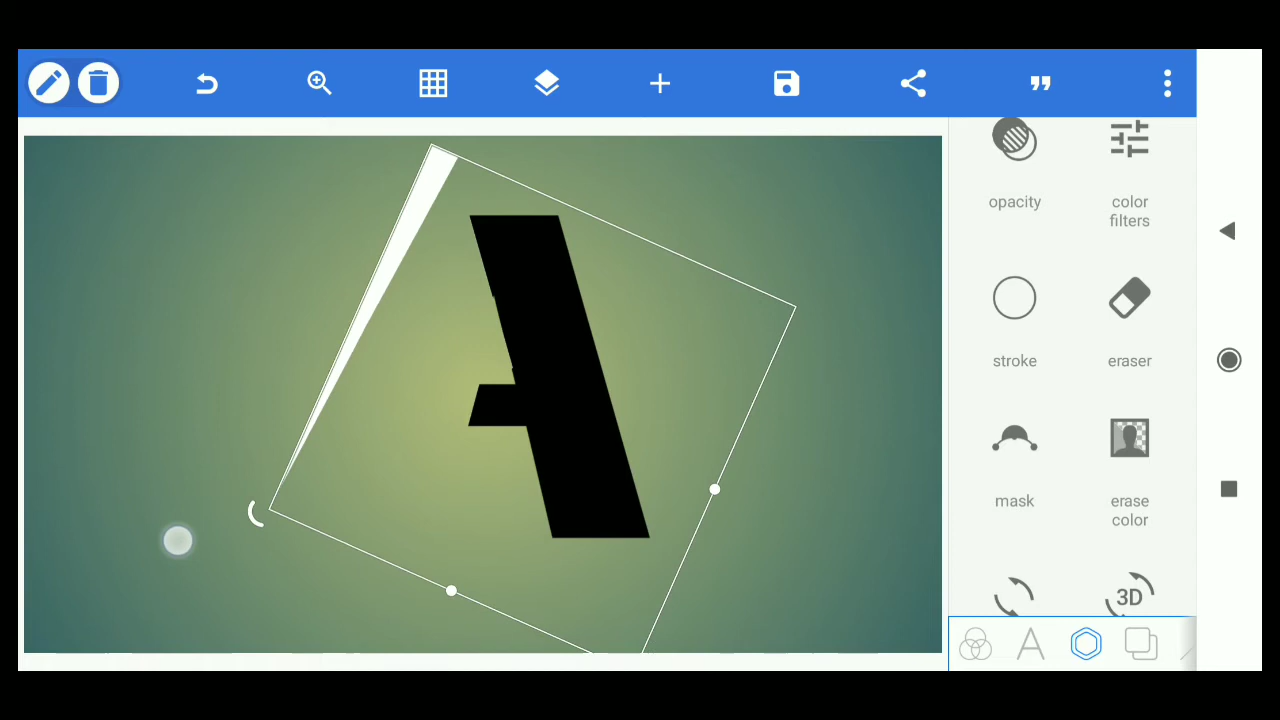 opacity
color
filters
A
stroke
eraser
mask
erase
color
3D
A